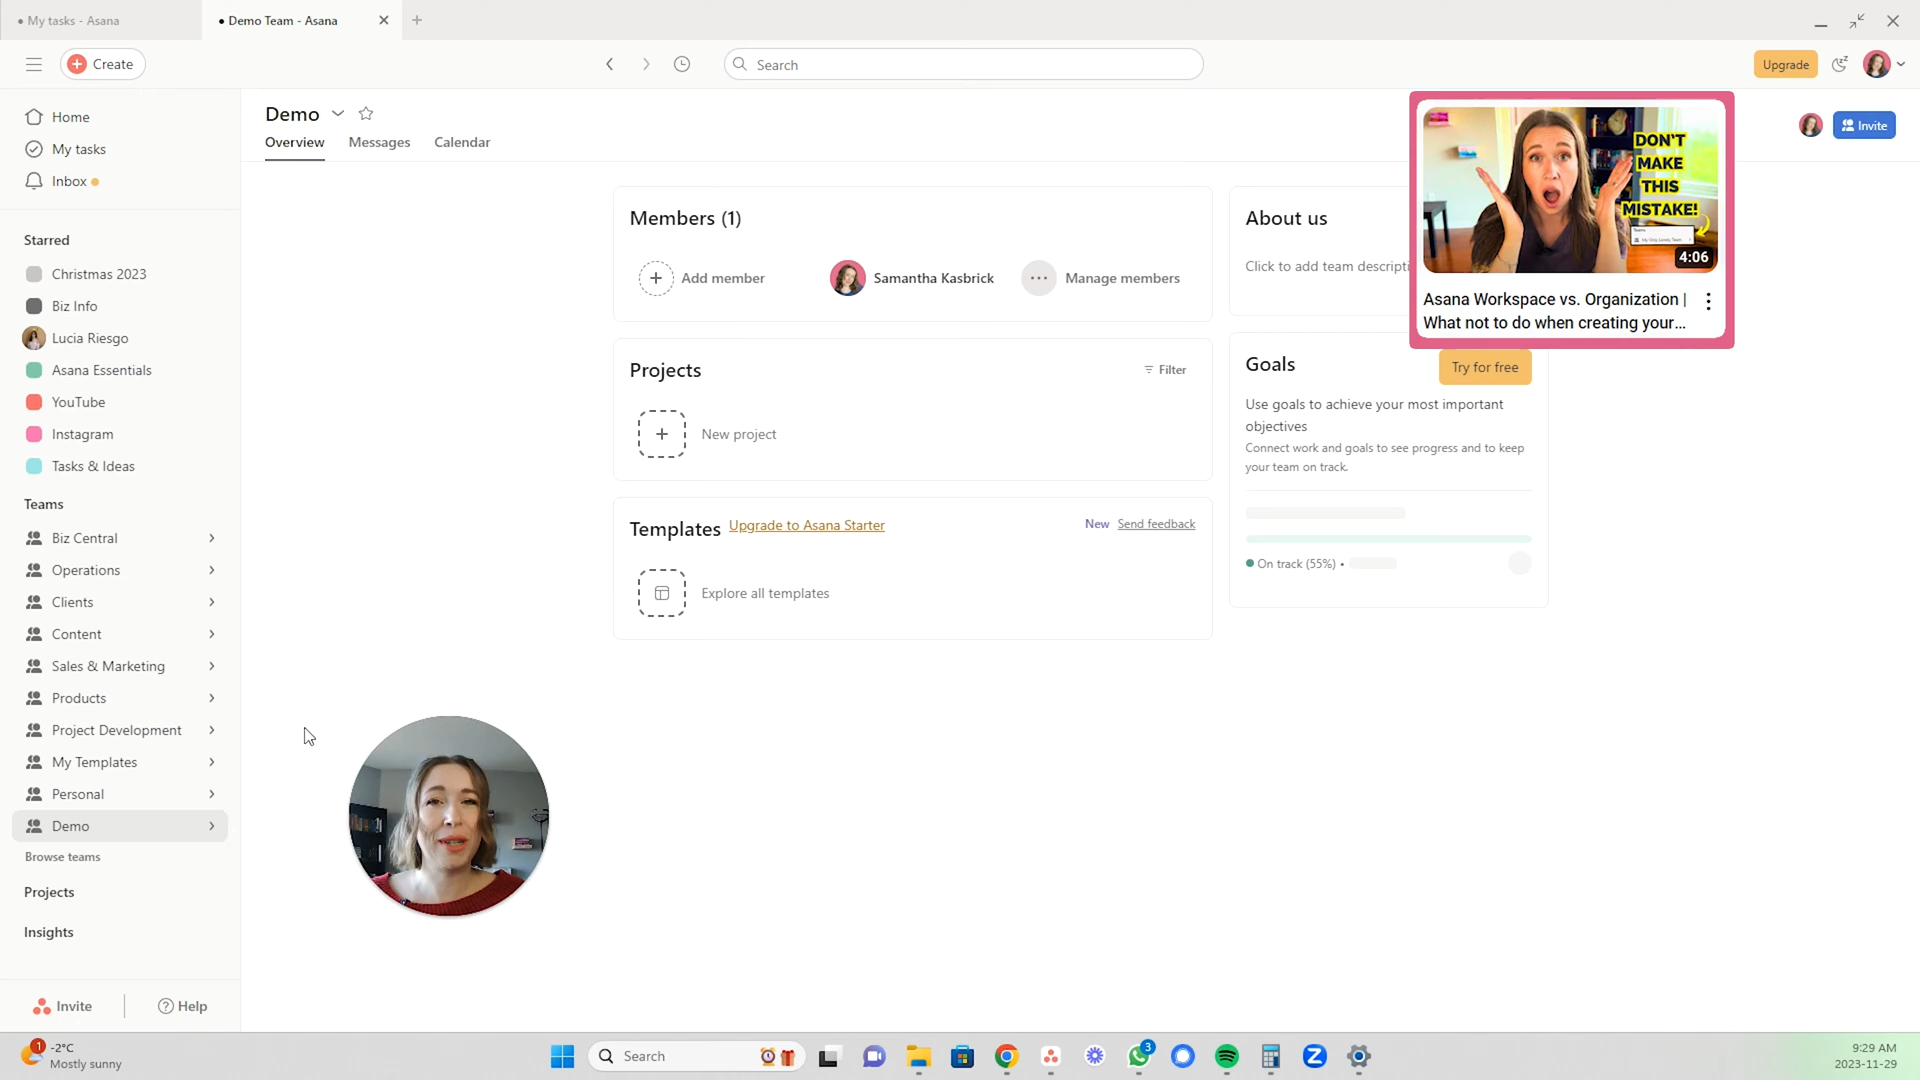 My tasks - Asana
Demo Team - Asana
Create
Search
Upgrade
Home
My tasks
Inbox
Starred
Christmas 2023
Biz Info
Lucia Riesgo
Asana Essentials
YouTube
Instagram
Tasks & Ideas
Teams
Biz Central
Operations
Clients
Content
Sales & Marketing
Products
Project Development
My Templates
Personal
Demo
Browse teams
Projects
Insights
Invite
Help
Demo
Overview
Messages
Calendar
Invite
Members (1)
Add member
Samantha Kasbrick
Manage members
Projects
Filter
New project
Templates
Upgrade to Asana Starter
New
Send feedback
Explore all templates
About us
Click to add team descripti
Goals
Try for free
Use goals to achieve your most important
objectives
Connect work and goals to see progress and to keep
your team on track.
On track (55%) •
DON'T
MAKE
THIS
MISTAKE!
Teams
My Only Lonely Team
4:06
Asana Workspace vs. Organization |
What not to do when creating your...
1
-2°C
Mostly sunny
Search
3
Z
9:29 AM
2023-11-29